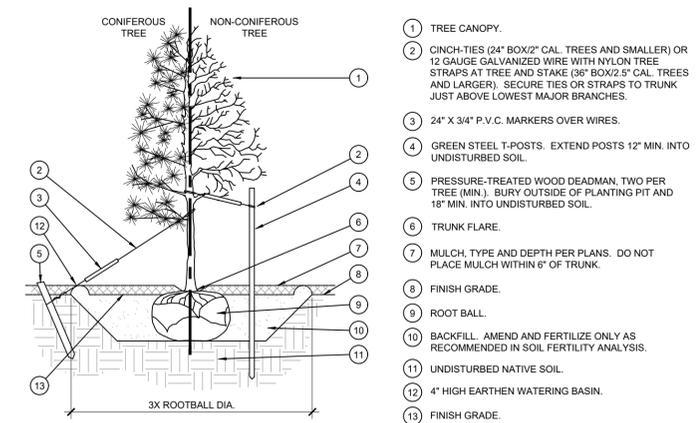 CONIFEROUS
TREE
NON-CONIFEROUS
TREE
1
2
4
2
3
12
5
6
7
8
9
10
11
13
3X ROOTBALL DIA.
1 TREE CANOPY.
2 CINCH-TIES (24" BOX/2" CAL. TREES AND SMALLER) OR
12 GAUGE GALVANIZED WIRE WITH NYLON TREE
STRAPS AT TREE AND STAKE (36" BOX/2.5" CAL. TREES
AND LARGER). SECURE TIES OR STRAPS TO TRUNK
JUST ABOVE LOWEST MAJOR BRANCHES.
3 24" X 3/4" P.V.C. MARKERS OVER WIRES.
4 GREEN STEEL T-POSTS. EXTEND POSTS 12" MIN. INTO
UNDISTURBED SOIL.
5 PRESSURE-TREATED WOOD DEADMAN, TWO PER
TREE (MIN.). BURY OUTSIDE OF PLANTING PIT AND
18" MIN. INTO UNDISTURBED SOIL.
6 TRUNK FLARE.
7 MULCH, TYPE AND DEPTH PER PLANS. DO NOT
PLACE MULCH WITHIN 6" OF TRUNK.
8 FINISH GRADE.
9 ROOT BALL.
10 BACKFILL. AMEND AND FERTILIZE ONLY AS
RECOMMENDED IN SOIL FERTILITY ANALYSIS.
11 UNDISTURBED NATIVE SOIL.
12 4" HIGH EARTHEN WATERING BASIN.
13 FINISH GRADE.